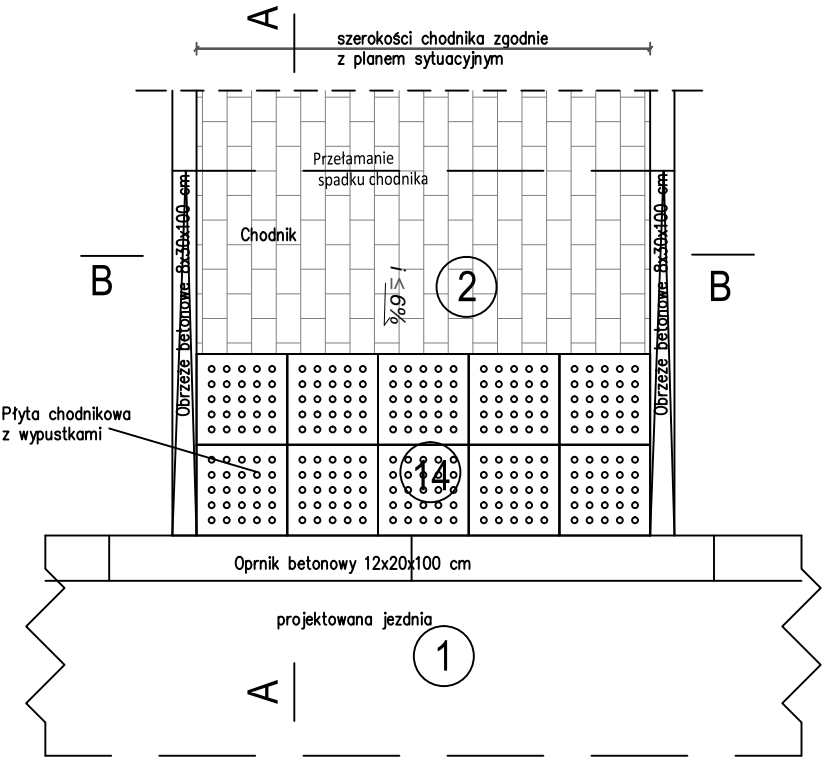 A
szerokości chodnika zgodnie
z planem sytuacyjnym
Przełamanie
spadku chodnika
Chodnik
Obrzeże betonowe 8x30x100 cm
Obrzeże betonowe 8x30x100 cm
B
B
i ≤ 6%
2
Płyta chodnikowa
z wypustkami
14
Oprnik betonowy 12x20x100 cm
projektowana jezdnia
1
A